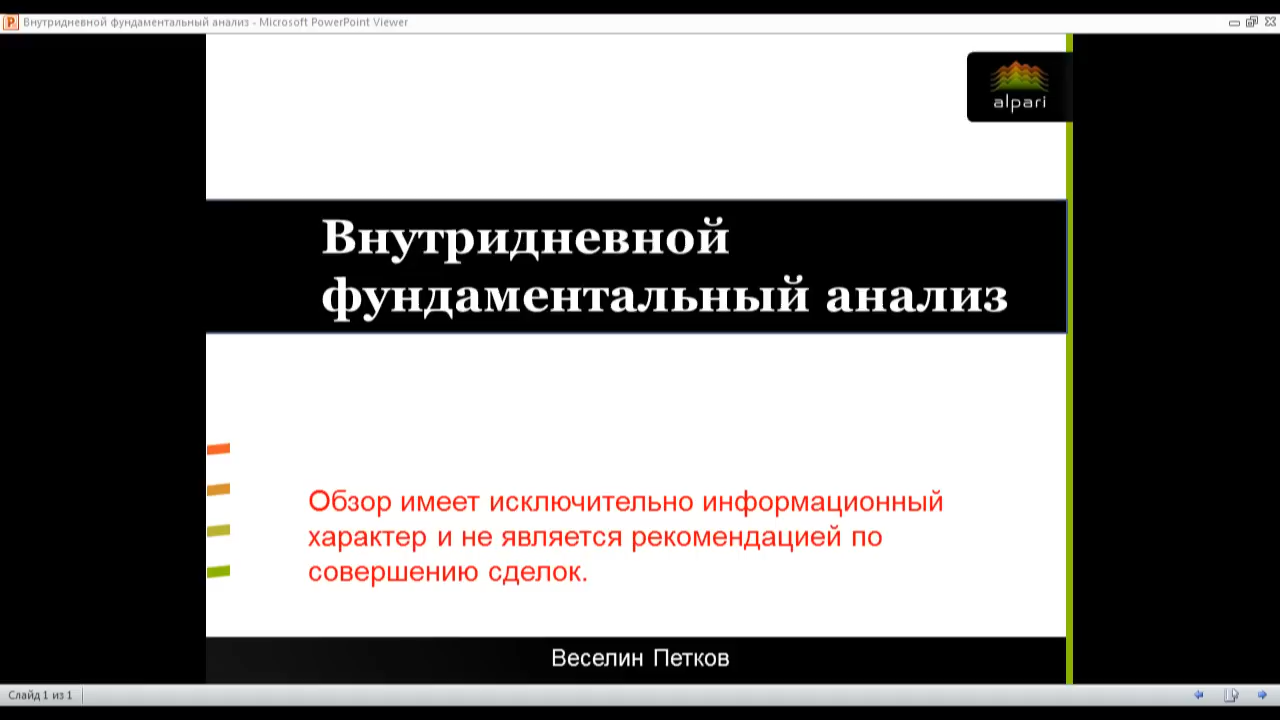 Внутридневной фундаментальный анализ - Microsoft PowerPoint Viewer
alpari
Внутридневной
фундаментальный анализ
Обзор имеет исключительно информационный
характер и не является рекомендацией по
совершению сделок.
Веселин Петков
Слайд 1 из 1